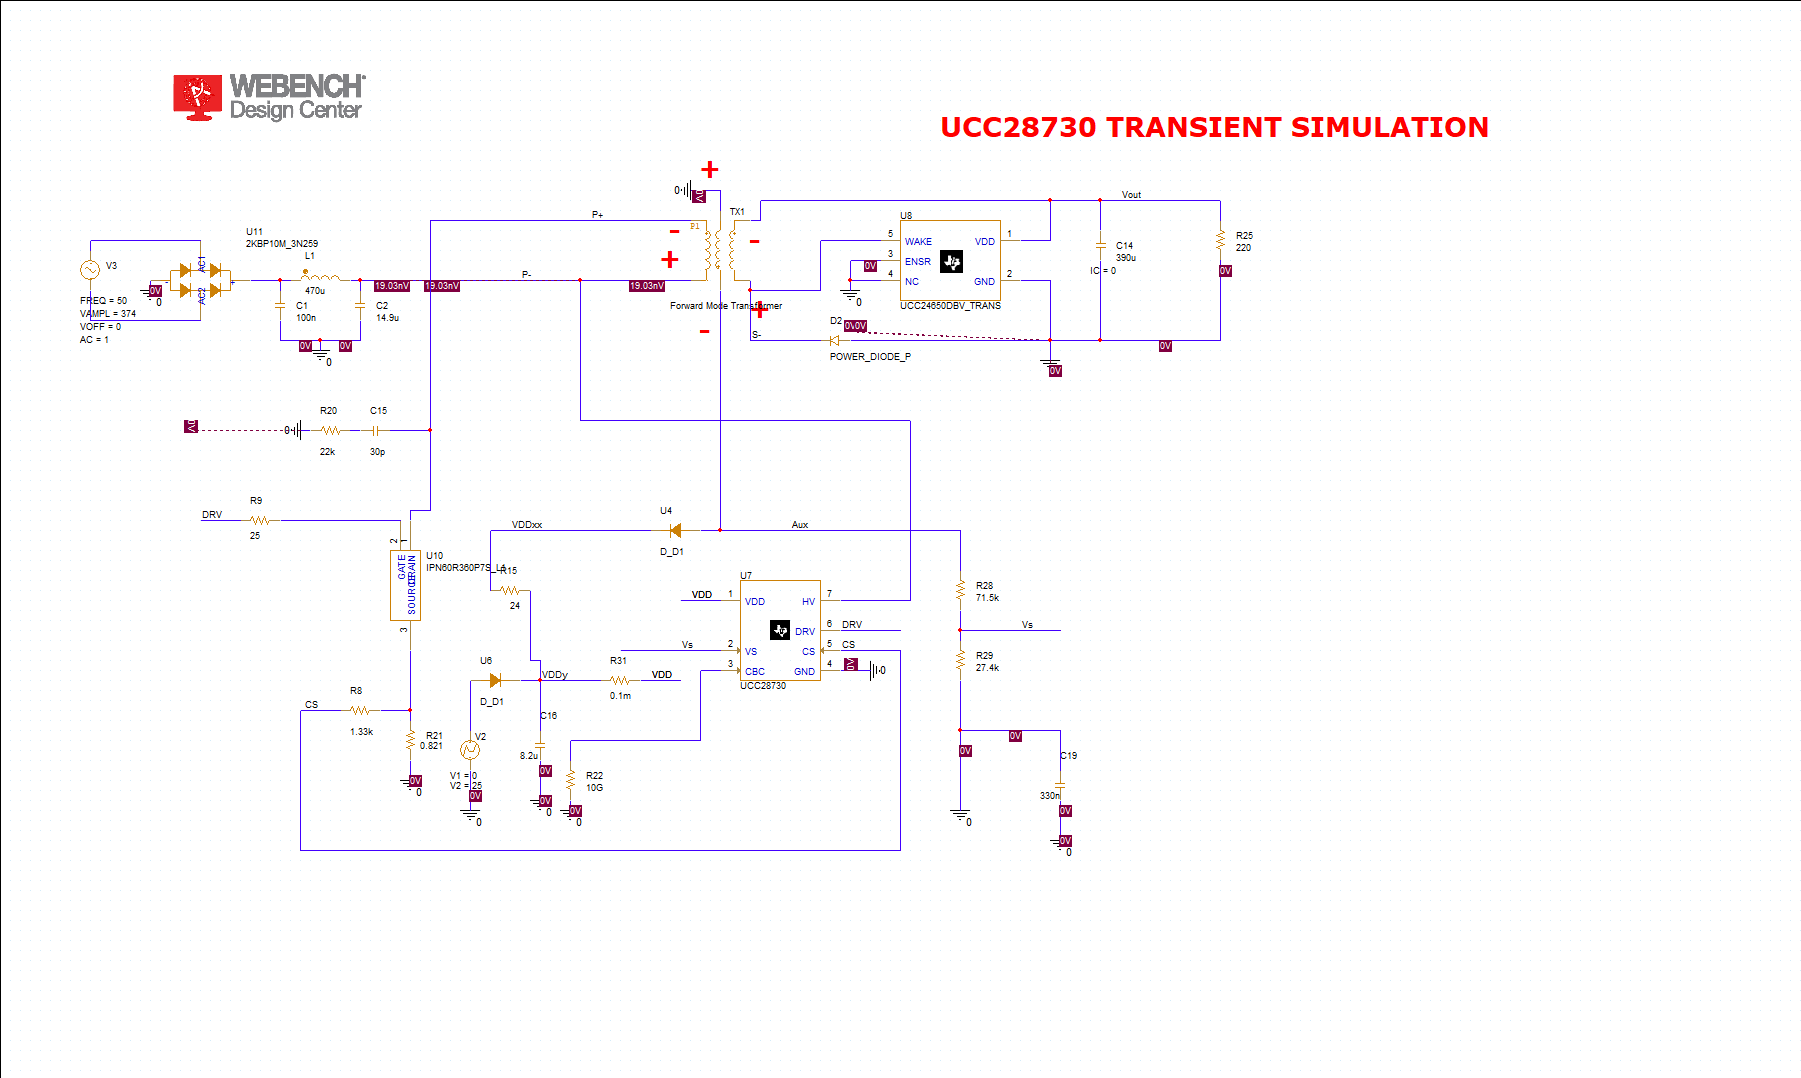 WEBENCH
Design Center
UCC28730 TRANSIENT SIMULATION
+
0
0V
TX1
P1
P+
-
+
-
+
-
Forward Mode Transformer
P-
19.03nV
19.03nV
19.03nV
U11
2KBP10M_3N259
L1
470u
V3
FREQ = 50
VAMPL = 374
VOFF = 0
AC = 1
AC1
AC2
-
+
0V
0
C1
100n
C2
14.9u
0V
0V
0
U8
5
WAKE
3
ENSR
4
NC
VDD
1
GND
2
UCC24650DBV_TRANS
0V
0
Vout
C14
390u
IC = 0
R25
220
0V
S-
D2
0V
0V
POWER_DIODE_P
0V
0V
0V
0
R20
22k
C15
30p
DRV
R9
25
2
1
GATE
DRAIN
SOURCE
3
U10
IPN60R360P7S_L1
VDDxx
U4
D_D1
Aux
R15
24
U7
VDD
1
VDD
HV
7
DRV
6
DRV
Vs
2
VS
CS
5
CS
3
CBC
GND
4
0V
0
UCC28730
R28
71.5k
Vs
R29
27.4k
U6
D_D1
VDDy
R31
0.1m
VDD
CS
R8
1.33k
R21
0.821
0V
0
V2
V1 = 0
V2 = 25
0V
0
C16
8.2u
0V
0V
0
R22
10G
0V
0
0V
0V
0
C19
330n
0V
0V
0